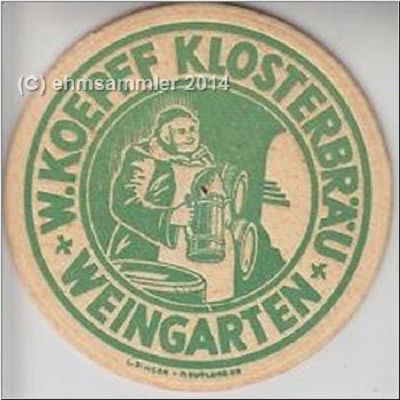 (C) ehmsammler 2014
W. KOEPFF KLOSTERBRÄU
WEINGARTEN